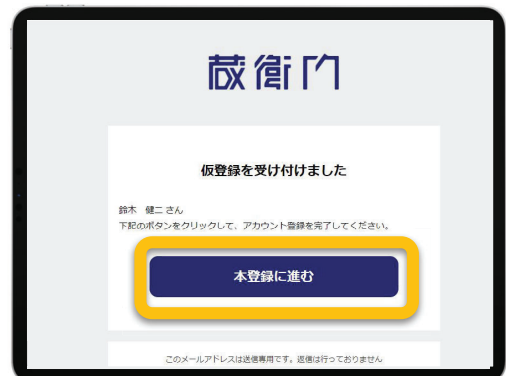 蔵衛門
仮登録を受け付けました
鈴木　健二 さん
下記のボタンをクリックして、アカウント登録を完了してください。
本登録に進む
このメールアドレスは送信専用です。返信は行っておりません